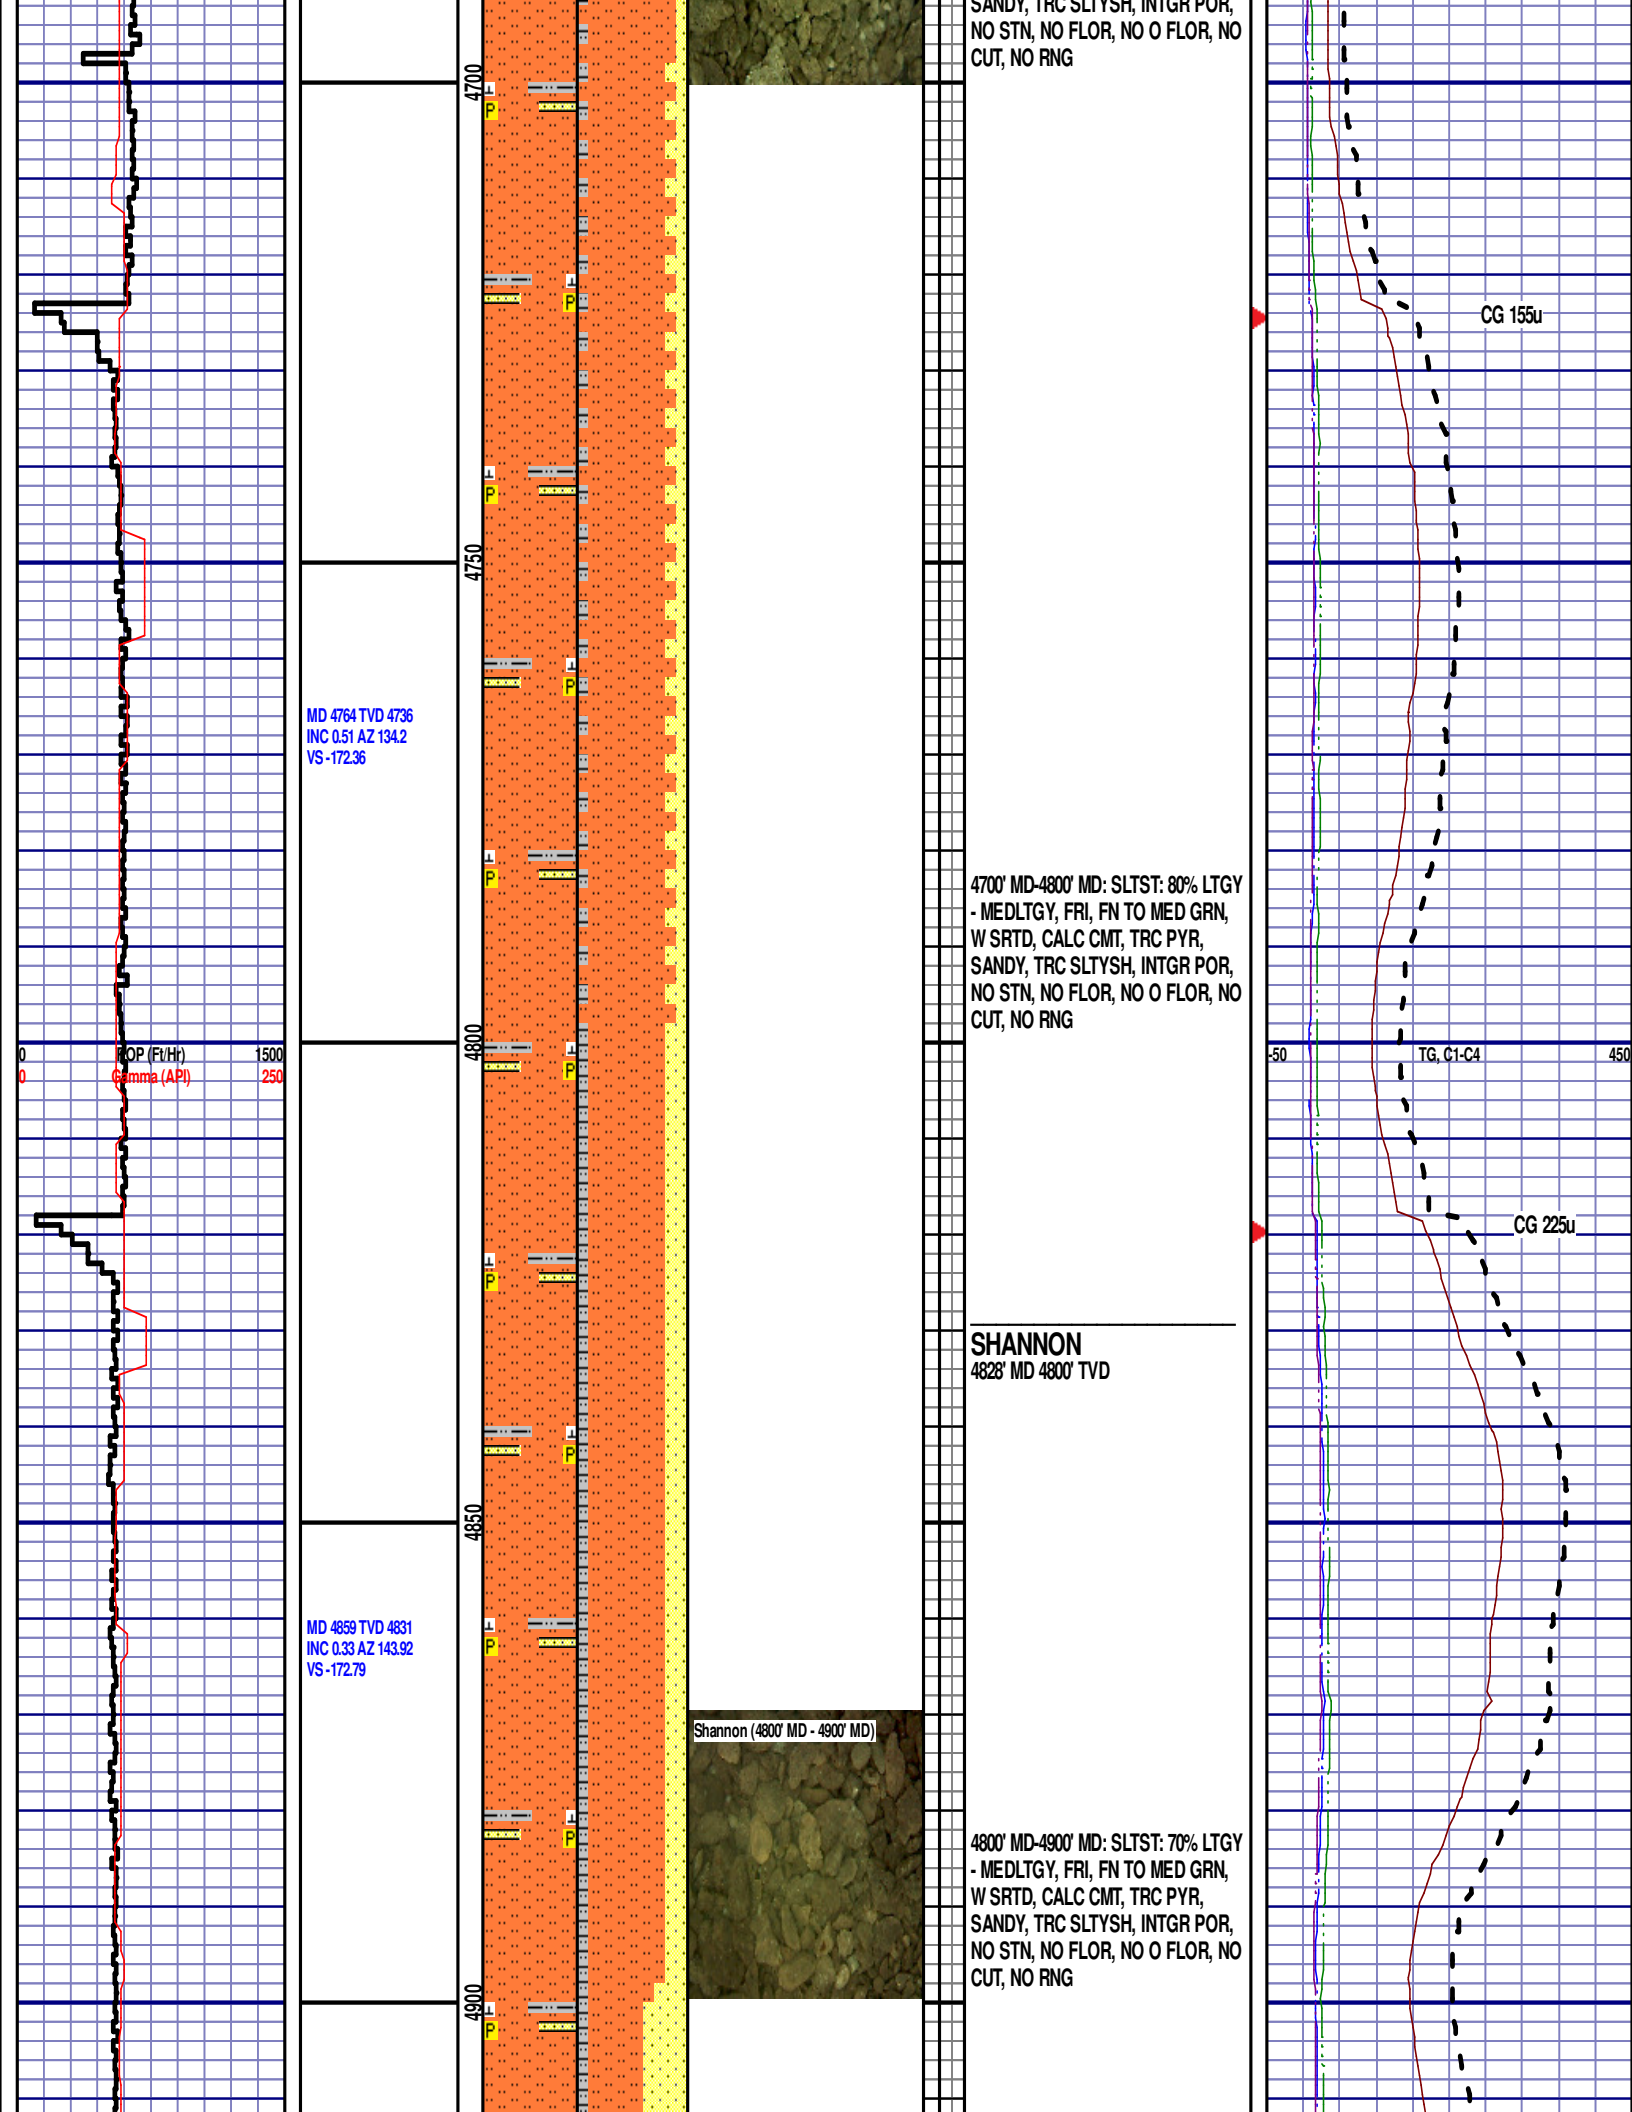 SANDY, TRC SLTYSH, INTGR POR,
NO STN, NO FLOR, NO O FLOR, NO
CUT, NO RNG
4700
P
P
CG 155u
P
4750
P
MD 4764 TVD 4736
INC 0.51 AZ 134.2
VS -172.36
P
4700' MD-4800' MD: SLTST: 80% LTGY
- MEDLTGY, FRI, FN TO MED GRN,
W SRTD, CALC CMT, TRC PYR,
SANDY, TRC SLTYSH, INTGR POR,
NO STN, NO FLOR, NO O FLOR, NO
CUT, NO RNG
4800
0 ROP (Ft/Hr) 1500
0 Gamma (API) 250
-50 TG, C1-C4 450
P
CG 225u
P
SHANNON
4828' MD 4800' TVD
P
4850
MD 4859 TVD 4831
INC 0.33 AZ 143.92
VS -172.79
P
Shannon (4800' MD - 4900' MD)
P
4800' MD-4900' MD: SLTST: 70% LTGY
- MEDLTGY, FRI, FN TO MED GRN,
W SRTD, CALC CMT, TRC PYR,
SANDY, TRC SLTYSH, INTGR POR,
NO STN, NO FLOR, NO O FLOR, NO
CUT, NO RNG
4900
P